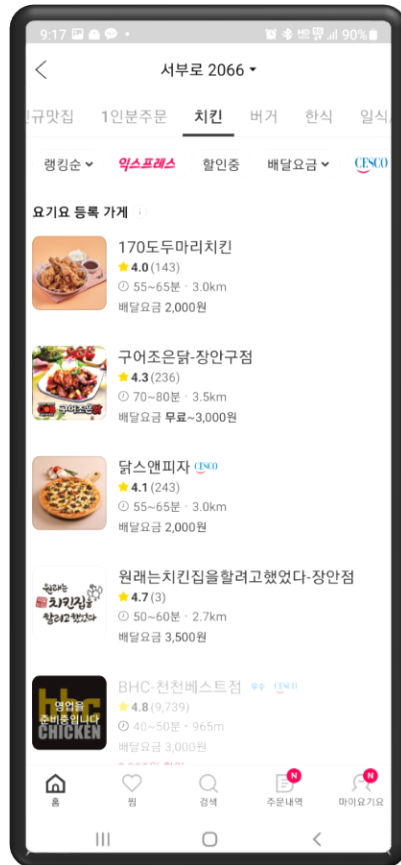 9:17
90%
서부로 2066
규맛집 1인분주문 치킨 버거 한식 일식
랭킹순 익스프레스 할인중 배달요금 CESCO
요기요 등록 가게
170도두마리치킨
4.0 (143)
55~65분 · 3.0km
배달요금 2,000원
구어조은닭-장안구점
4.3 (236)
70~80분 · 3.5km
배달요금 무료~3,000원
구어조은닭
닭스앤피자 CESCO
4.1 (243)
55~65분 · 3.0km
배달요금 2,000원
원래는치킨집을할려고했었다-장안점
4.7 (3)
50~60분 · 2.7km
배달요금 3,500원
원래는
치킨집을
할려고했었다
BHC-천천베스트점 우수 CESCO
4.8 (9,739)
40~50분 · 965m
배달요금 3,000원
bhc
영업을
준비중입니다
CHICKEN
N N
홈 찜 검색 주문내역 마이요기요